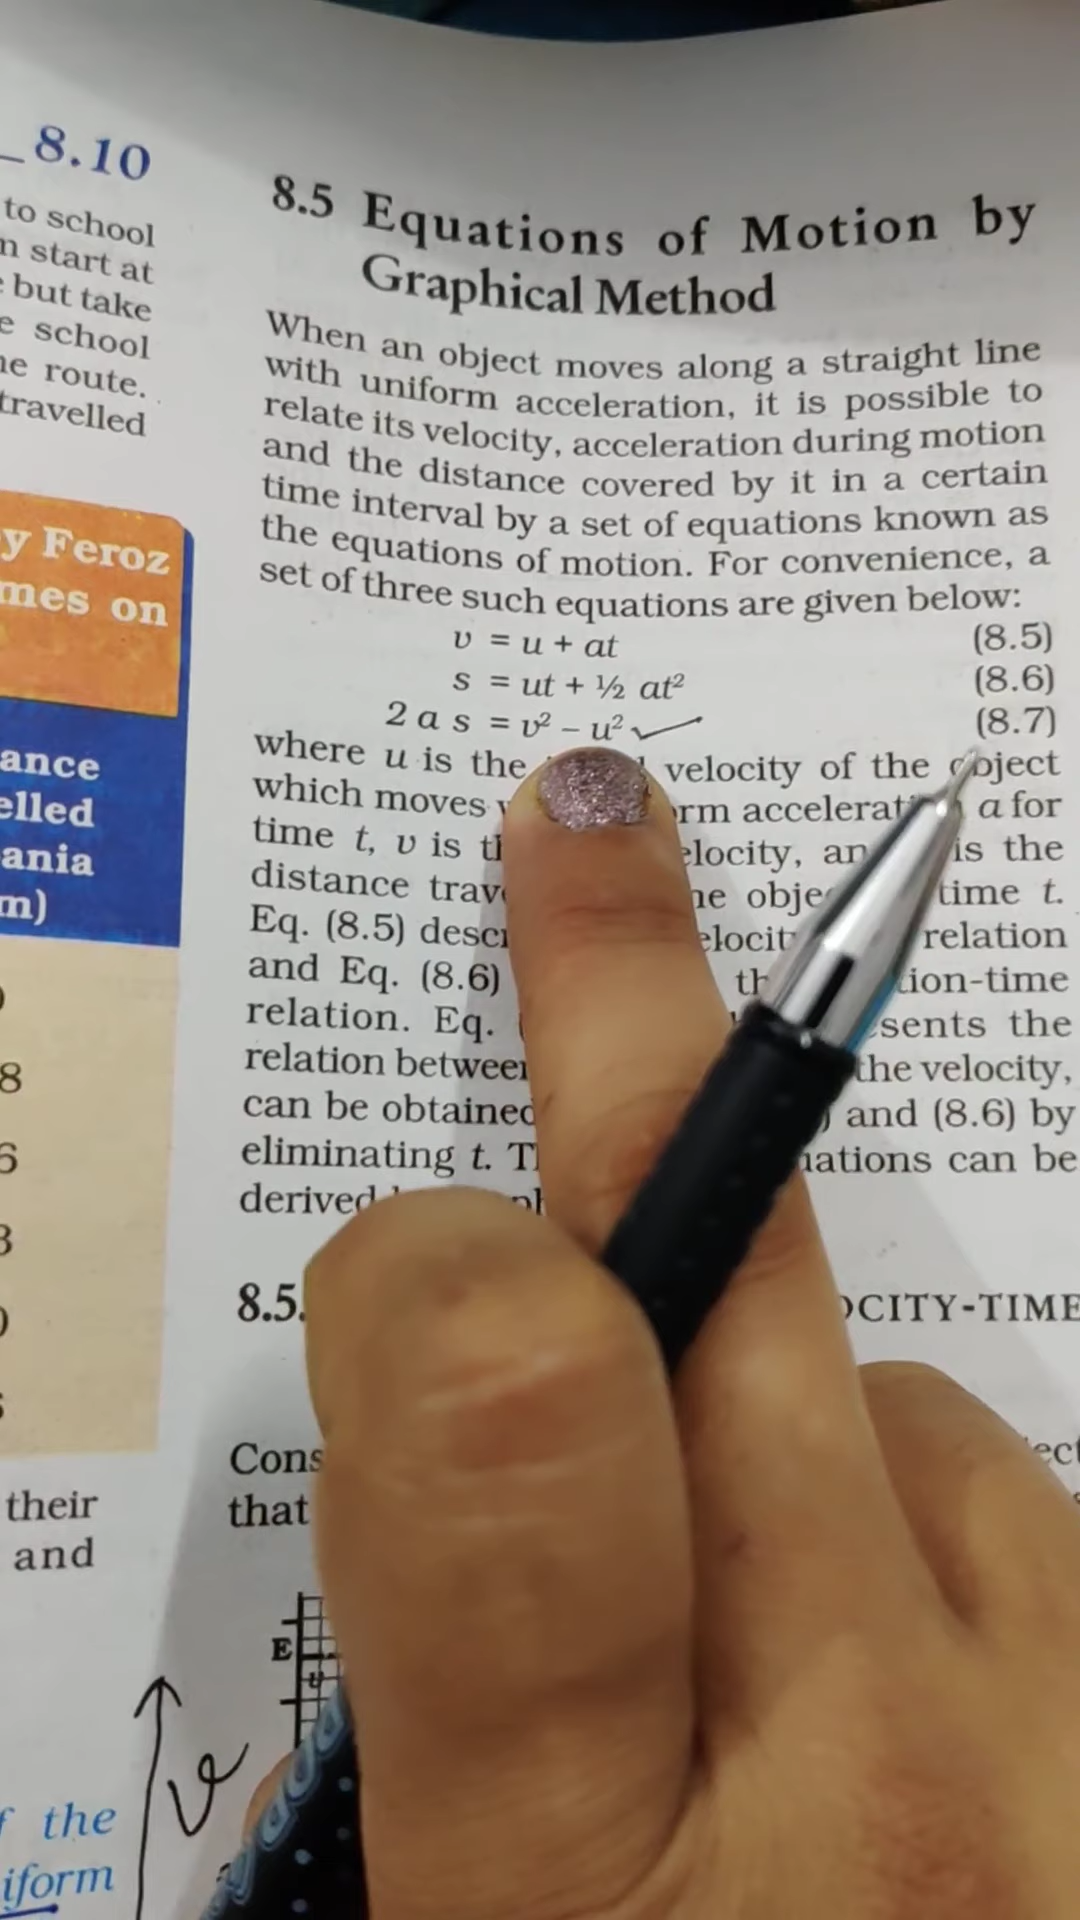 8.10
to school
start at
but take
school
route.
travelled
y Feroz
mes on
ance
elled
ania
m)
8
6
3
their
and
the
iform
8.5 Equations of Motion by
Graphical Method
When an object moves along a straight line
with uniform acceleration, it is possible to
relate its velocity, acceleration during motion
and the distance covered by it in a certain
time interval by a set of equations known as
the equations of motion. For convenience, a
set of three such equations are given below:
v = u + at (8.5)
s = ut + ½ at² (8.6)
2 a s = v² – u² ✓ (8.7)
where u is the velocity of the object
which moves rm acceleration a for
time t, v is elocity, an is the
distance trav he obje time t.
Eq. (8.5) desc elocit relation
and Eq. (8.6) th tion-time
relation. Eq. sents the
relation between the velocity,
can be obtained and (8.6) by
eliminating t. T uations can be
derived
8.5. OCITY-TIME
Cons ect
that
E
u
v